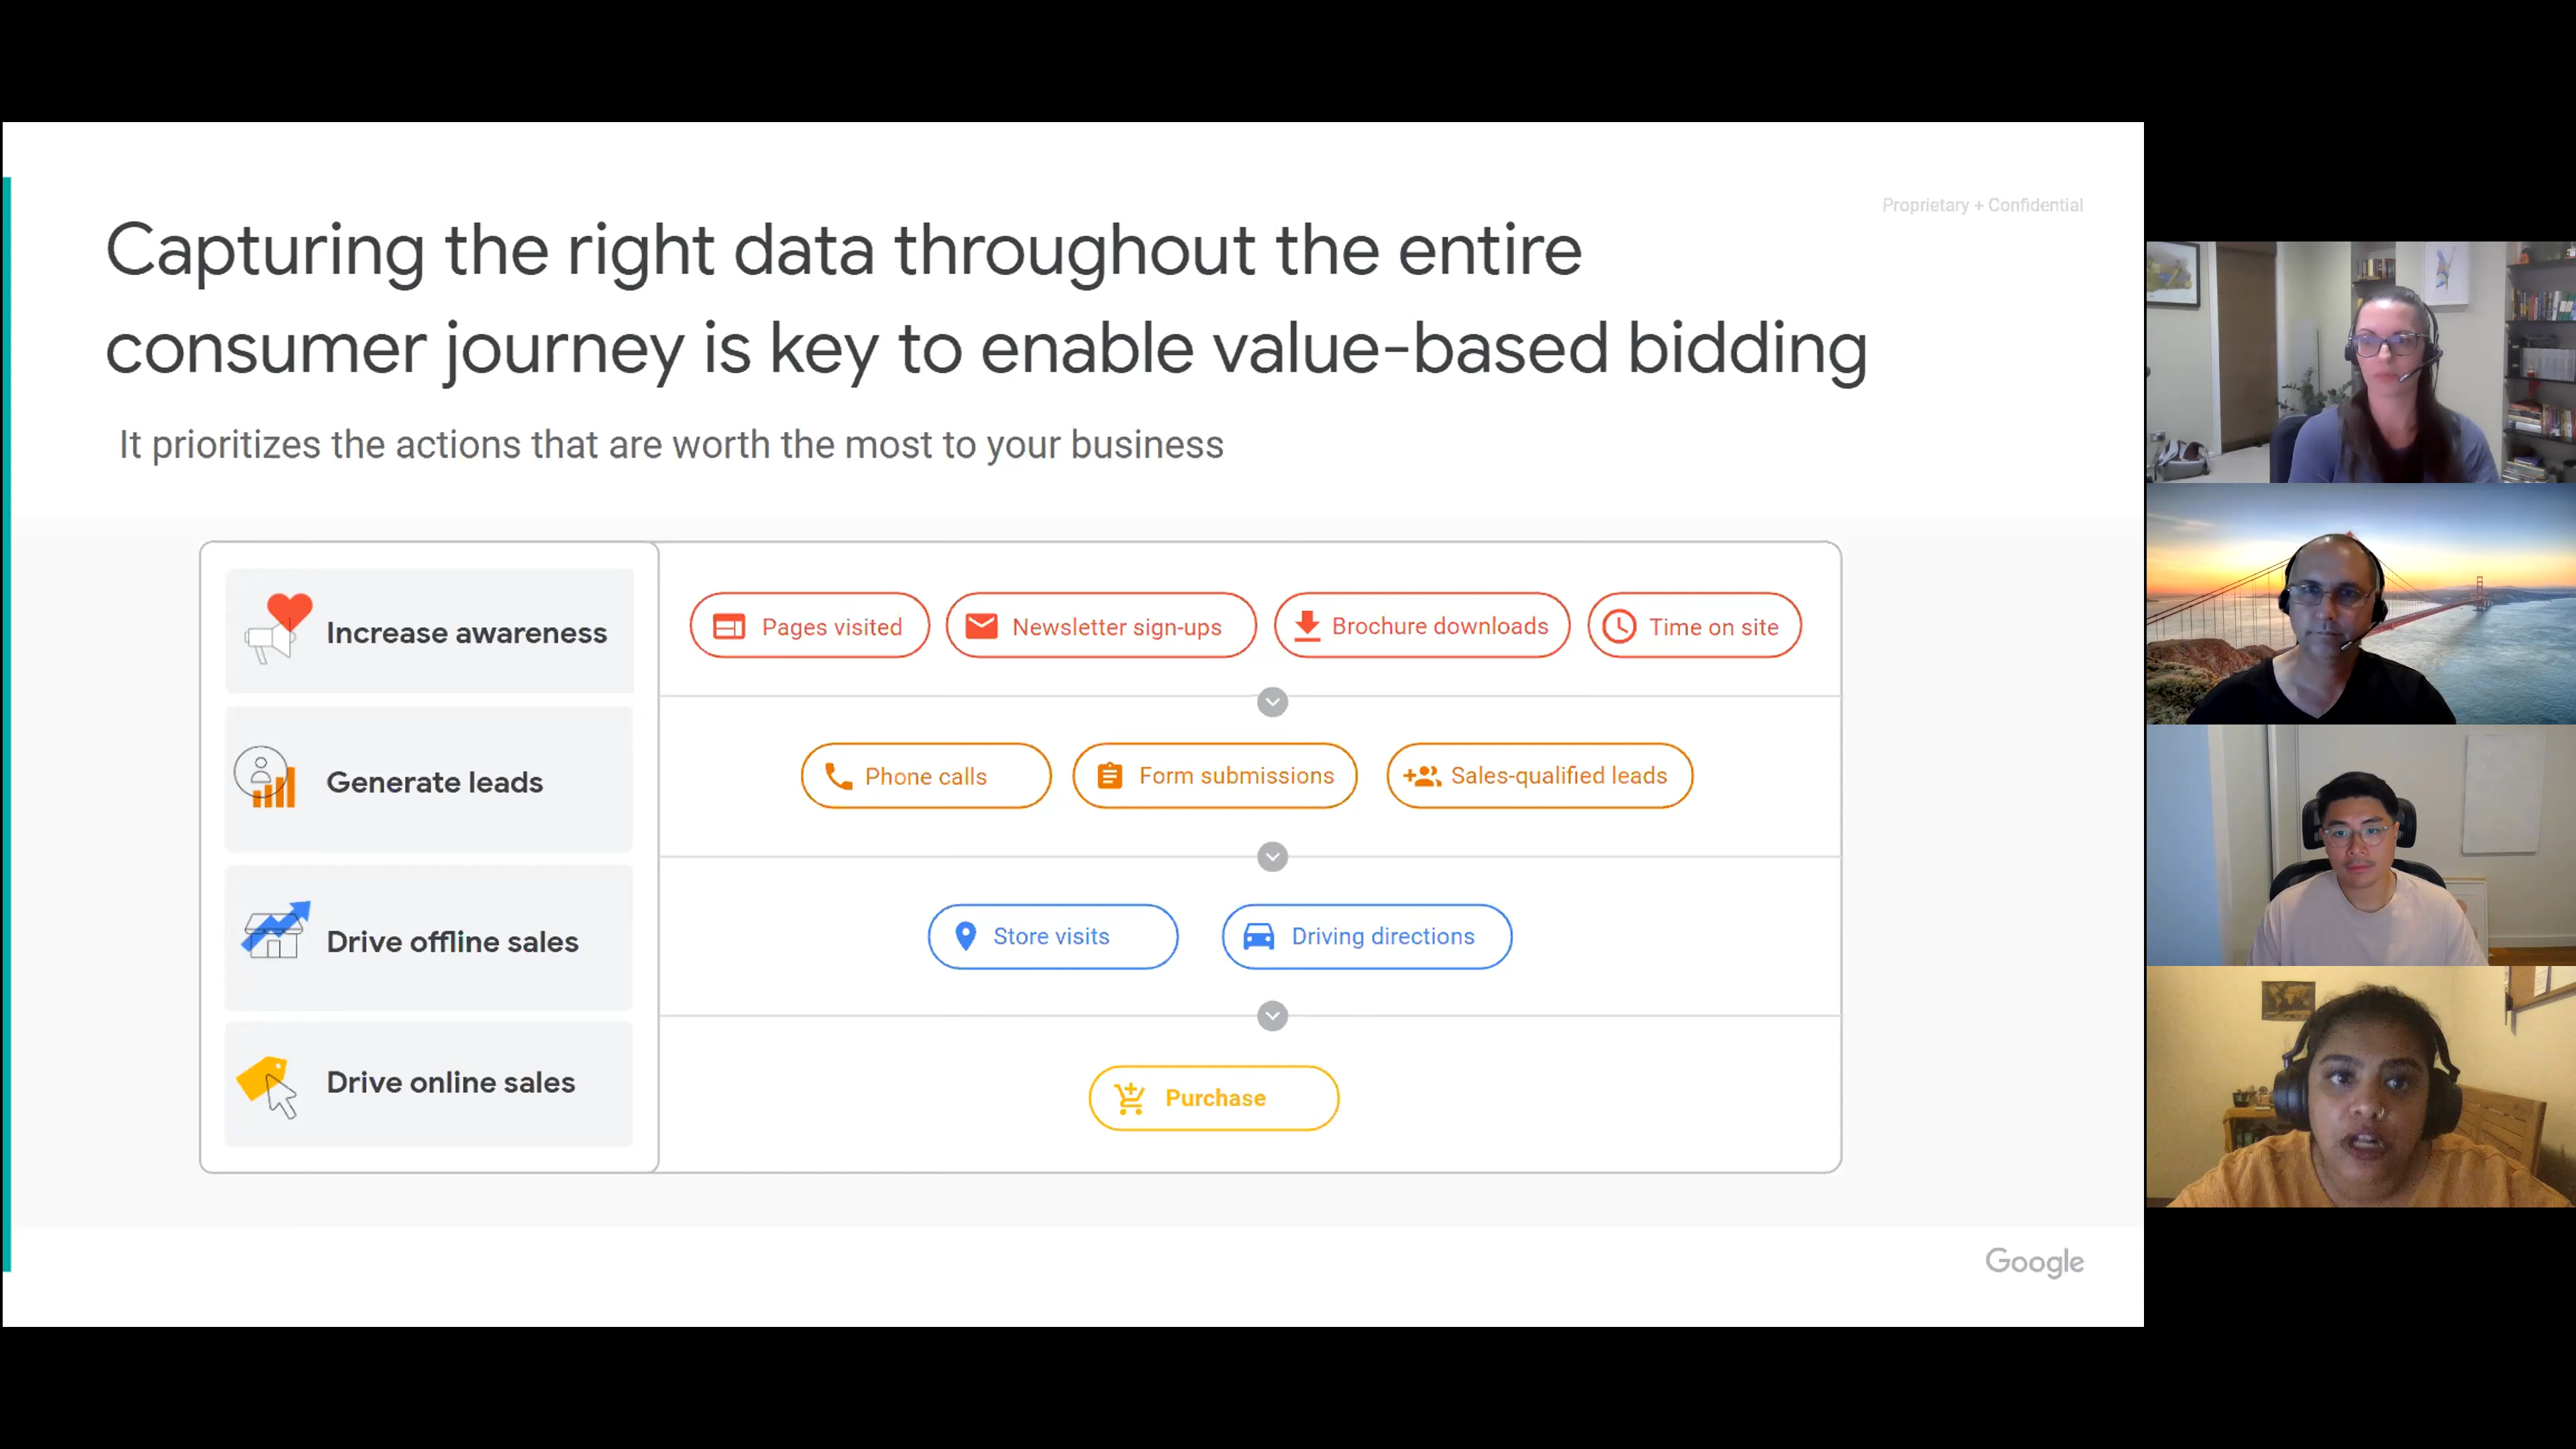 Proprietary + Confidential
Capturing the right data throughout the entire
consumer journey is key to enable value-based bidding
It prioritizes the actions that are worth the most to your business
Increase awareness
Pages visited
Newsletter sign-ups
Brochure downloads
Time on site
Generate leads
Phone calls
Form submissions
Sales-qualified leads
Drive offline sales
Store visits
Driving directions
Drive online sales
Purchase
Google